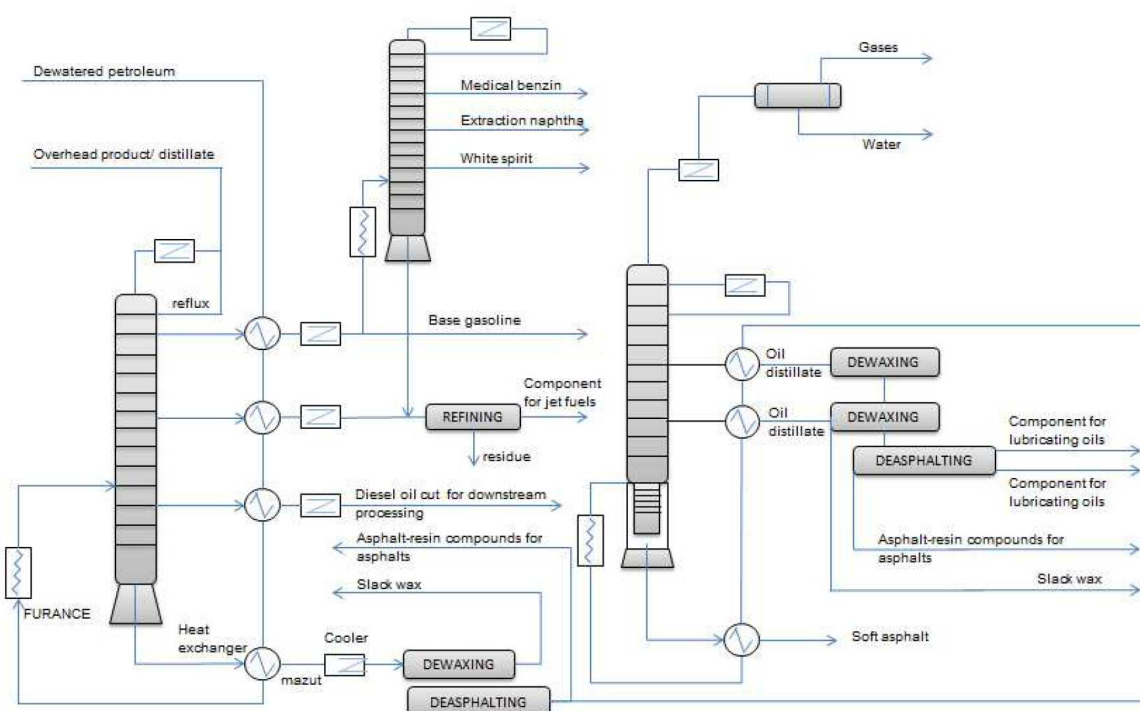 Dewatered petroleum
Overhead product/ distillate
reflux
FURANCE
Heat
exchanger
mazut
Cooler
DEWAXING
DEASPHALTING
Medical benzin
Extraction naphtha
White spirit
Base gasoline
Component
for jet fuels
REFINING
residue
Diesel oil cut for downstream
processing
Asphalt-resin compounds for
asphalts
Slack wax
Gases
Water
Oil
distillate
DEWAXING
Oil
distillate
DEWAXING
DEASPHALTING
Component for
lubricating oils
Component for
lubricating oils
Asphalt-resin compounds for
asphalts
Slack wax
Soft asphalt